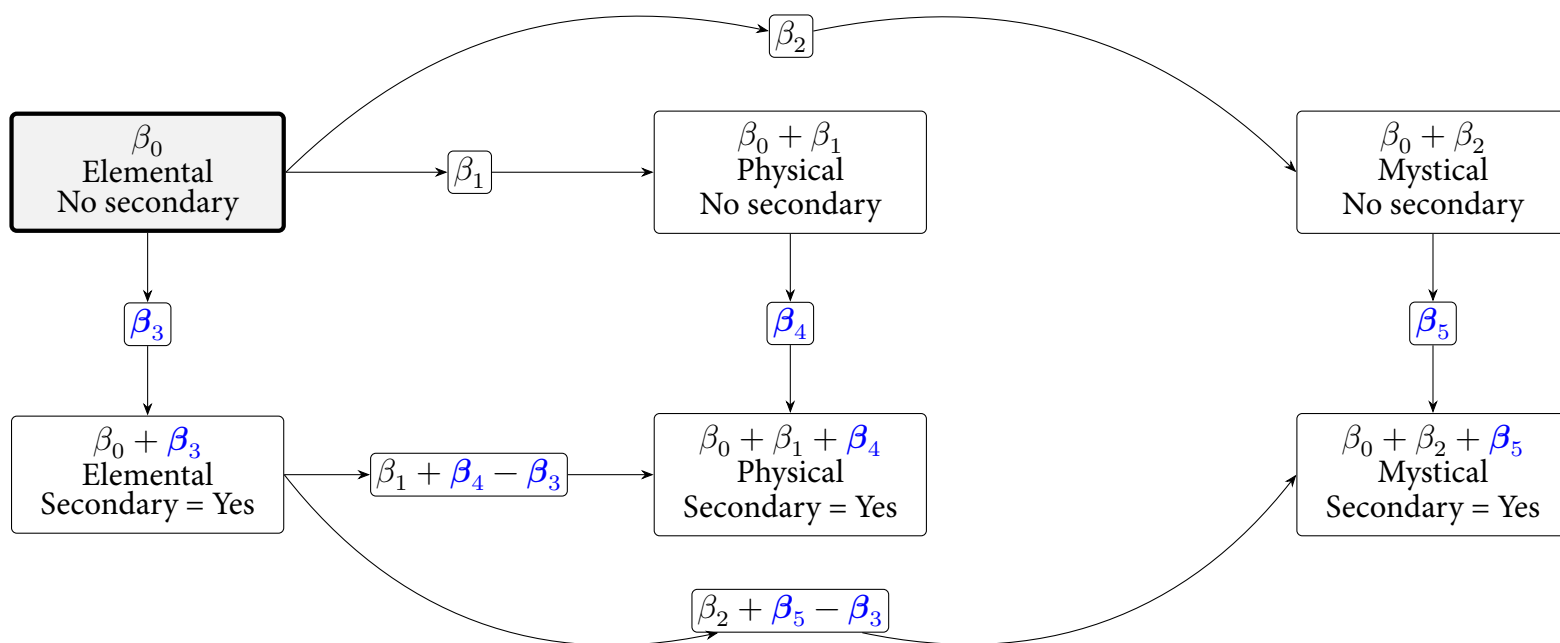 β₂
β₀
Elemental
No secondary
β₁
β₀ + β₁
Physical
No secondary
β₀ + β₂
Mystical
No secondary
β₃
β₄
β₅
β₀ + β₃
Elemental
Secondary = Yes
β₁ + β₄ − β₃
β₀ + β₁ + β₄
Physical
Secondary = Yes
β₀ + β₂ + β₅
Mystical
Secondary = Yes
β₂ + β₅ − β₃